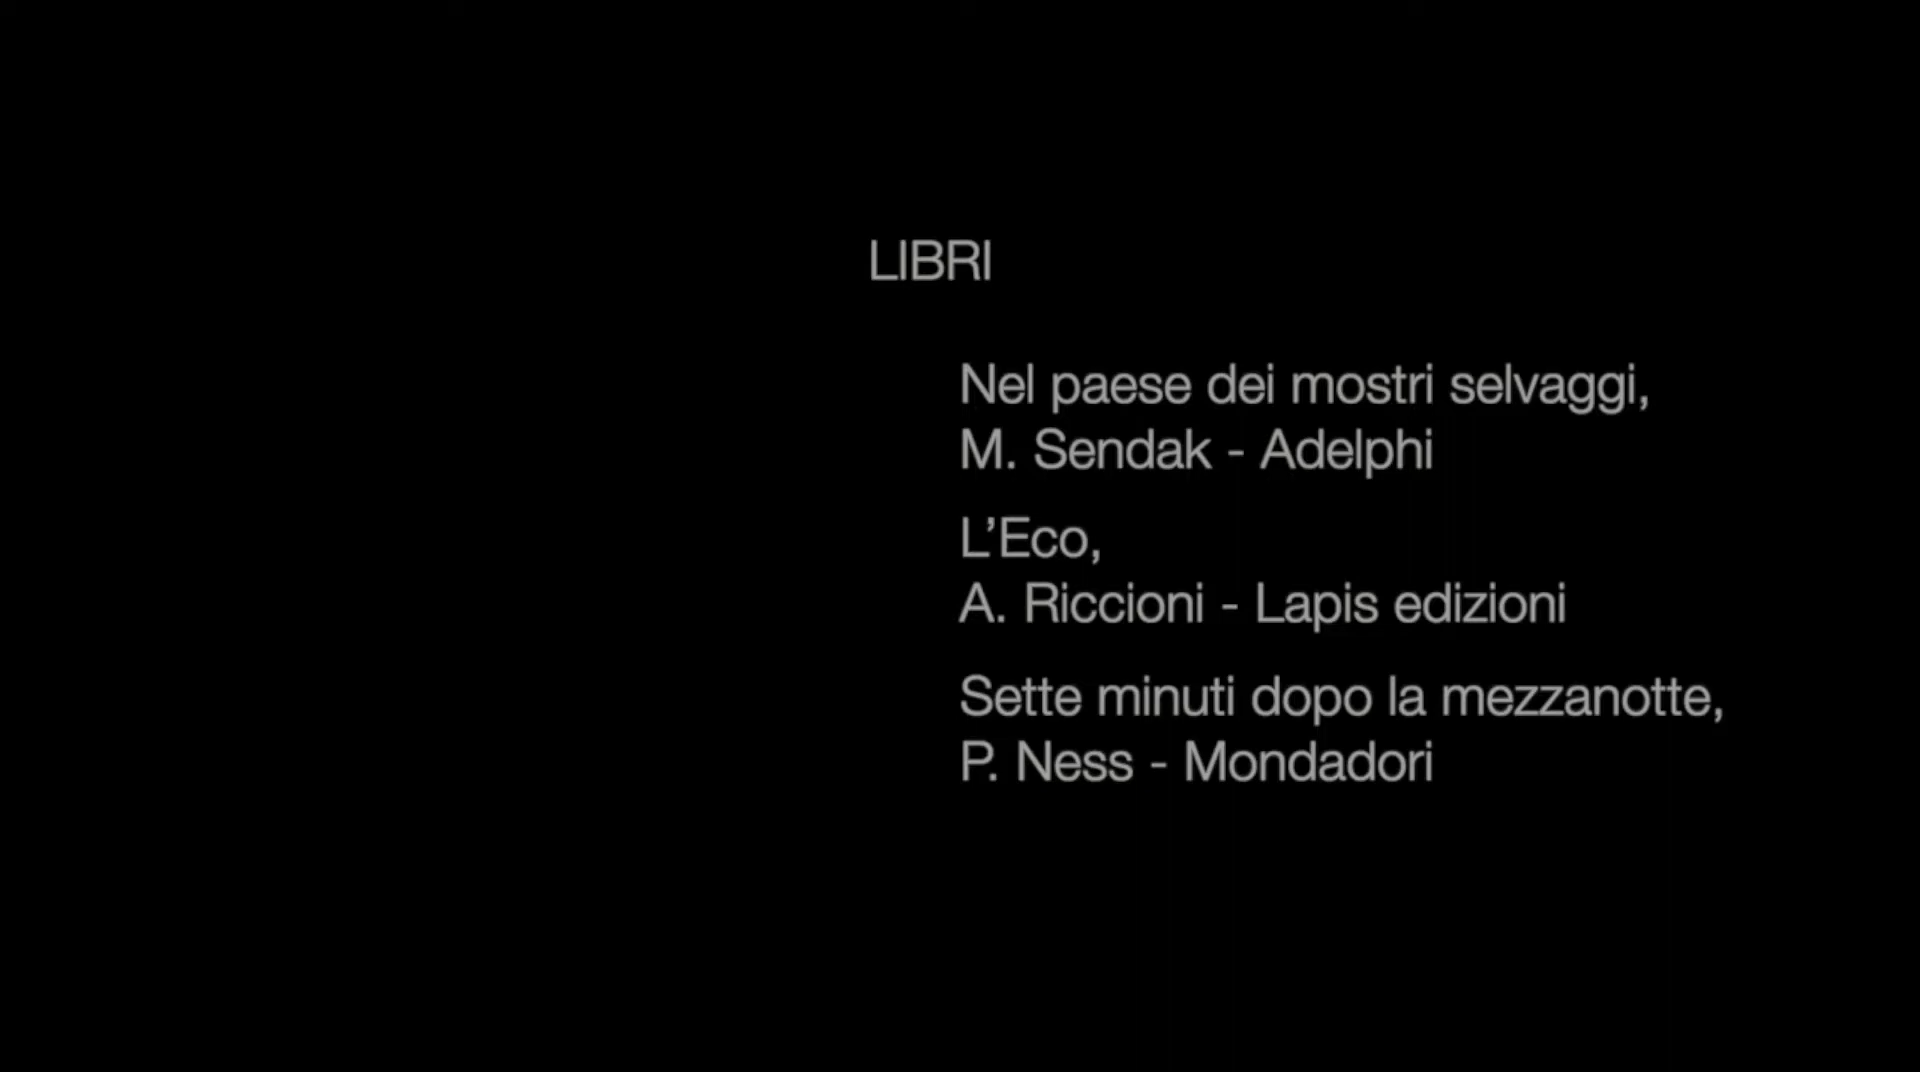 LIBRI
Nel paese dei mostri selvaggi,
M. Sendak - Adelphi
L’Eco,
A. Riccioni - Lapis edizioni
Sette minuti dopo la mezzanotte,
P. Ness - Mondadori